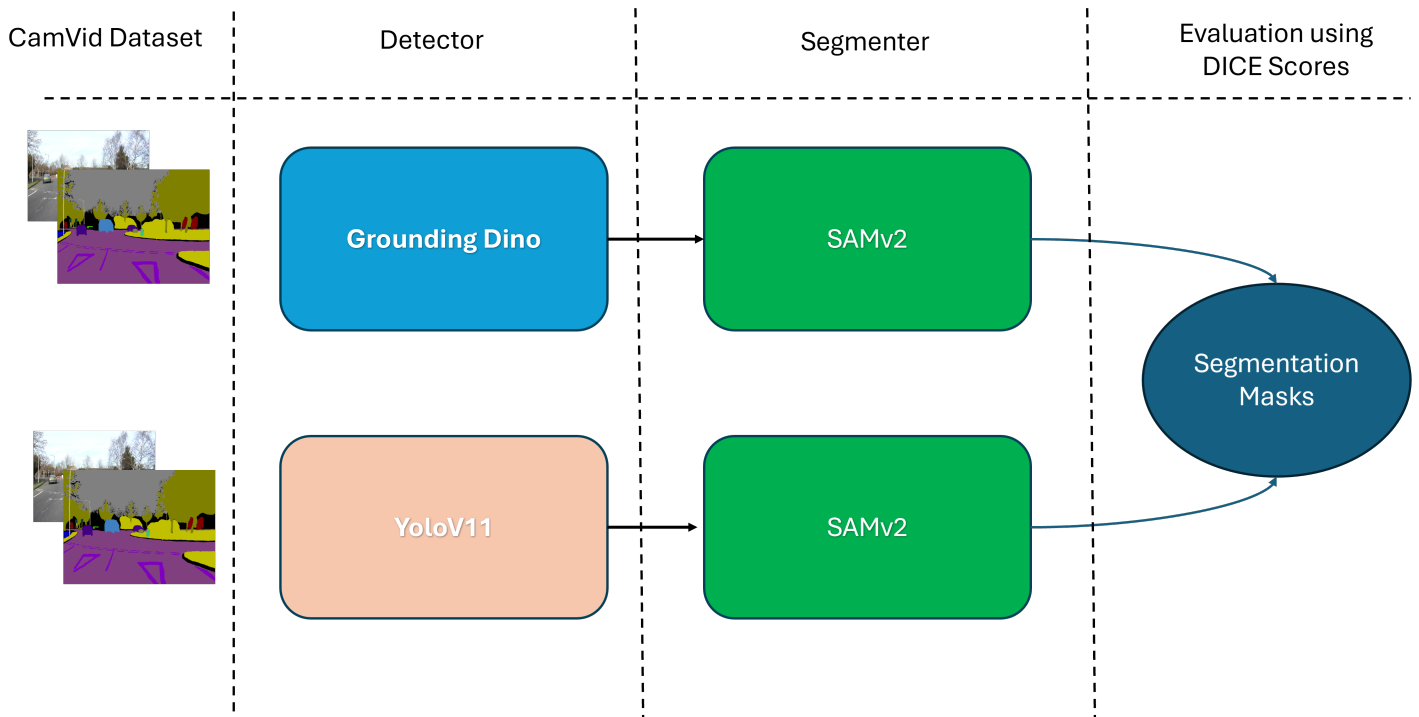 CamVid Dataset
Detector
Segmenter
Evaluation using
DICE Scores
Grounding Dino
SAMv2
Segmentation
Masks
YoloV11
SAMv2